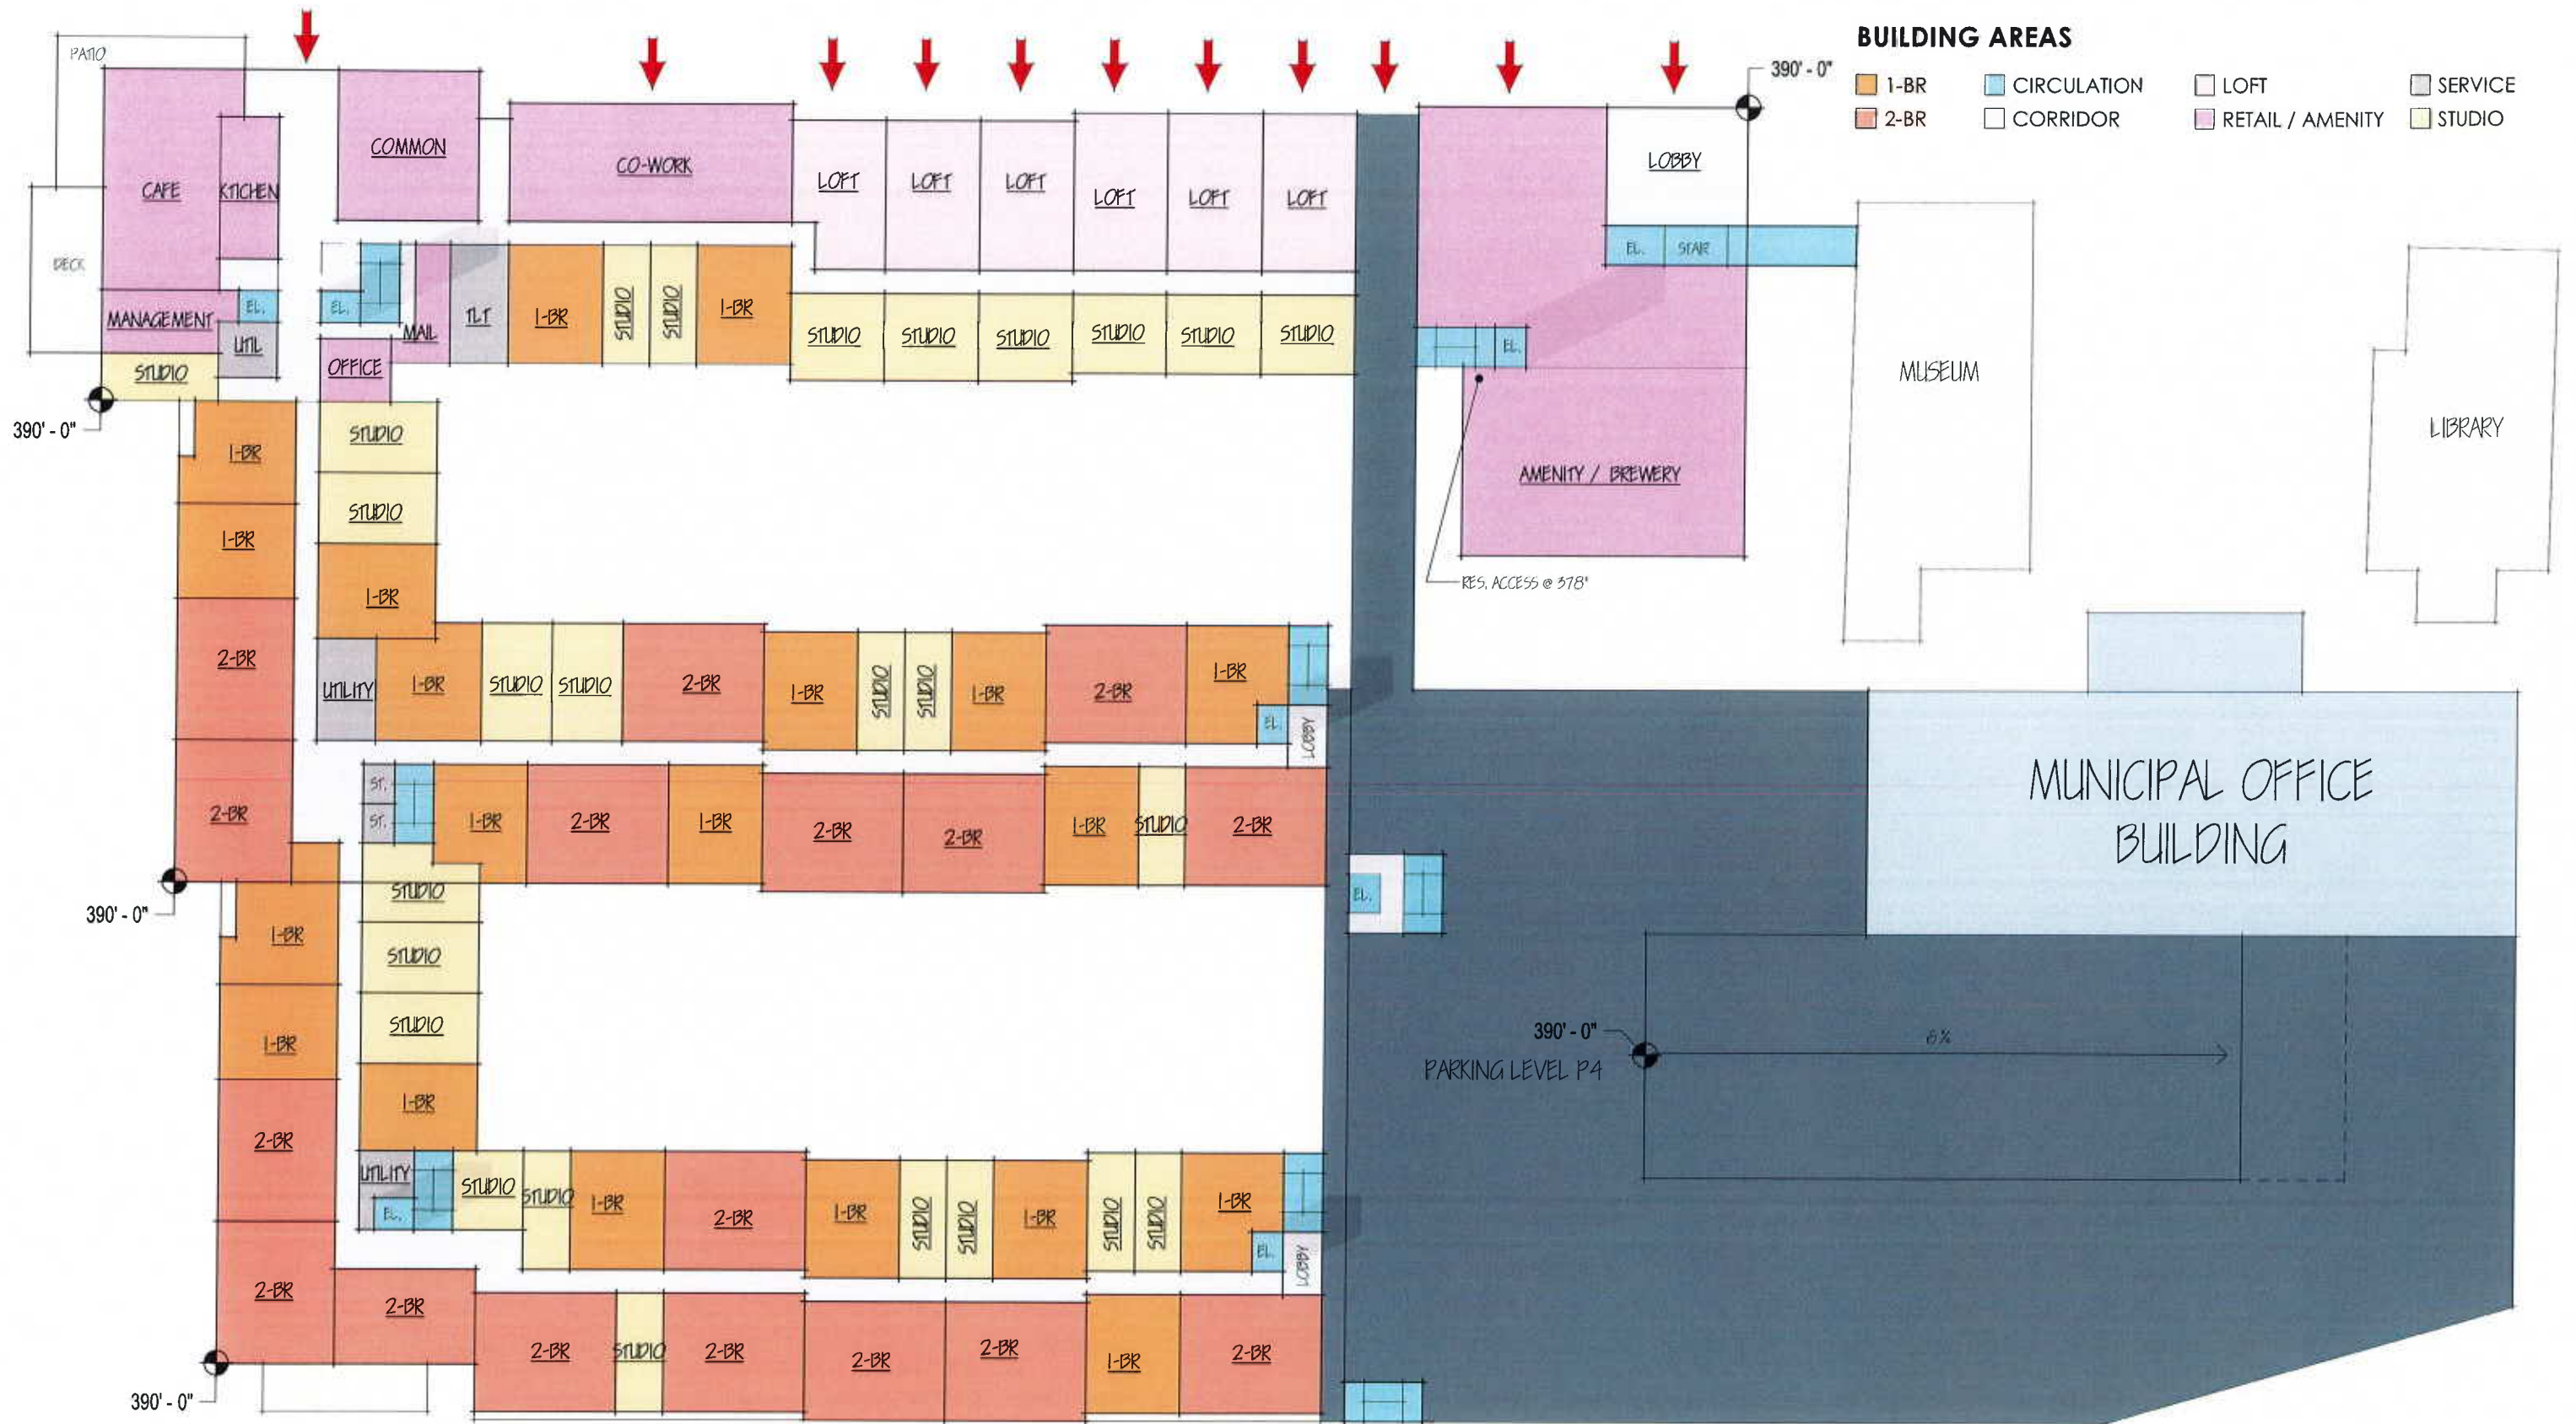 BUILDING AREAS
1-BR
CIRCULATION
LOFT
SERVICE
2-BR
CORRIDOR
RETAIL / AMENITY
STUDIO
390' - 0"
PATIO
COMMON
CO-WORK
LOFT
LOFT
LOFT
LOFT
LOFT
LOFT
LOBBY
CAFE
KTICHEN
DECK
EL.
STAIR
MANAGEMENT
EL.
UTIL
EL.
MAIL
TLT
1-BR
STUDIO
STUDIO
1-BR
STUDIO
STUDIO
STUDIO
STUDIO
STUDIO
STUDIO
EL.
STUDIO
OFFICE
MUSEUM
LIBRARY
390' - 0"
1-BR
STUDIO
AMENITY / BREWERY
1-BR
STUDIO
1-BR
RES. ACCESS @ 378'
2-BR
UTILITY
1-BR
STUDIO
STUDIO
2-BR
1-BR
STUDIO
STUDIO
1-BR
2-BR
1-BR
EL.
LOBBY
2-BR
ST.
ST.
1-BR
2-BR
1-BR
2-BR
2-BR
1-BR
STUDIO
2-BR
MUNICIPAL OFFICE
BUILDING
390' - 0"
STUDIO
EL.
1-BR
STUDIO
1-BR
STUDIO
390' - 0"
PARKING LEVEL P4
1-BR
2-BR
UTILITY
EL.
STUDIO
STUDIO
1-BR
2-BR
1-BR
STUDIO
STUDIO
1-BR
STUDIO
STUDIO
1-BR
EL.
LOBBY
2-BR
2-BR
2-BR
STUDIO
2-BR
2-BR
2-BR
1-BR
2-BR
390' - 0"